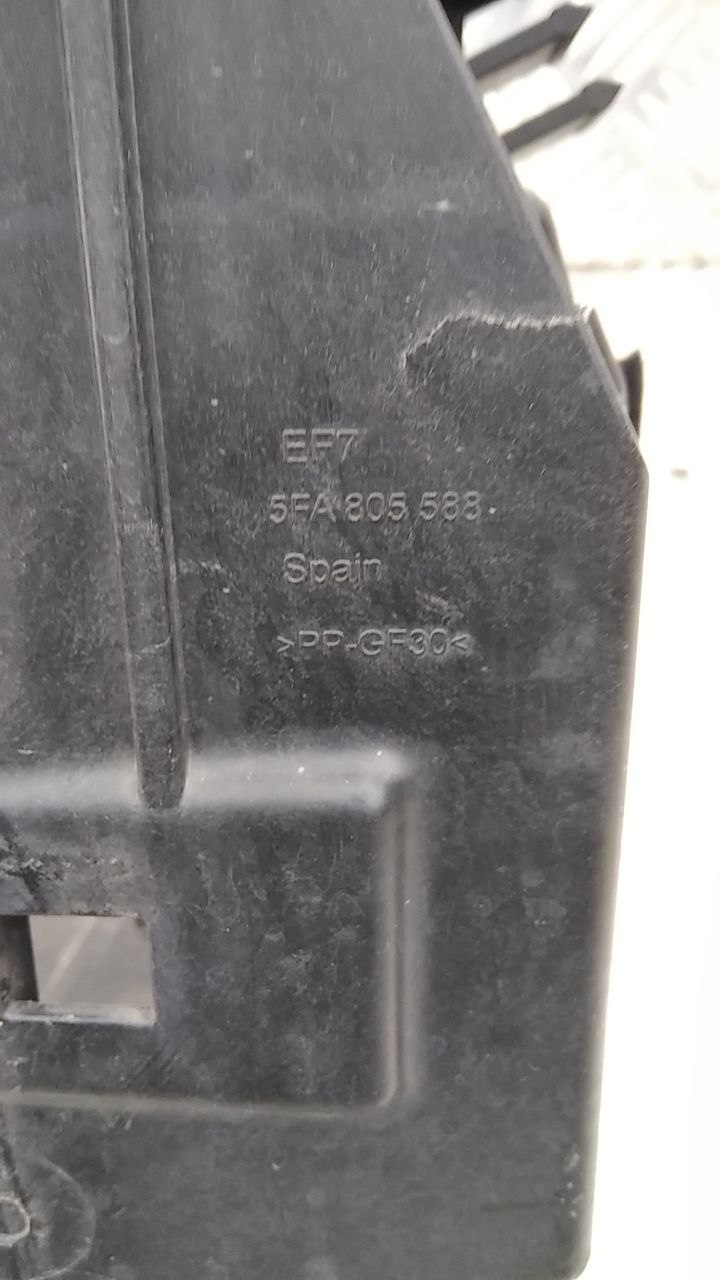 EF7
5FA 805 588
Spain
>PP-GF30<